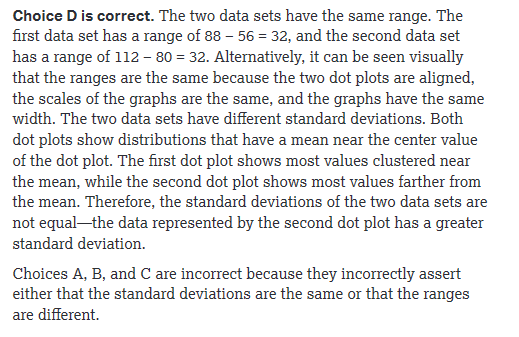 Choice D is correct. The two data sets have the same range. The
first data set has a range of 88 – 56 = 32, and the second data set
has a range of 112 – 80 = 32. Alternatively, it can be seen visually
that the ranges are the same because the two dot plots are aligned,
the scales of the graphs are the same, and the graphs have the same
width. The two data sets have different standard deviations. Both
dot plots show distributions that have a mean near the center value
of the dot plot. The first dot plot shows most values clustered near
the mean, while the second dot plot shows most values farther from
the mean. Therefore, the standard deviations of the two data sets are
not equal—the data represented by the second dot plot has a greater
standard deviation.
Choices A, B, and C are incorrect because they incorrectly assert
either that the standard deviations are the same or that the ranges
are different.